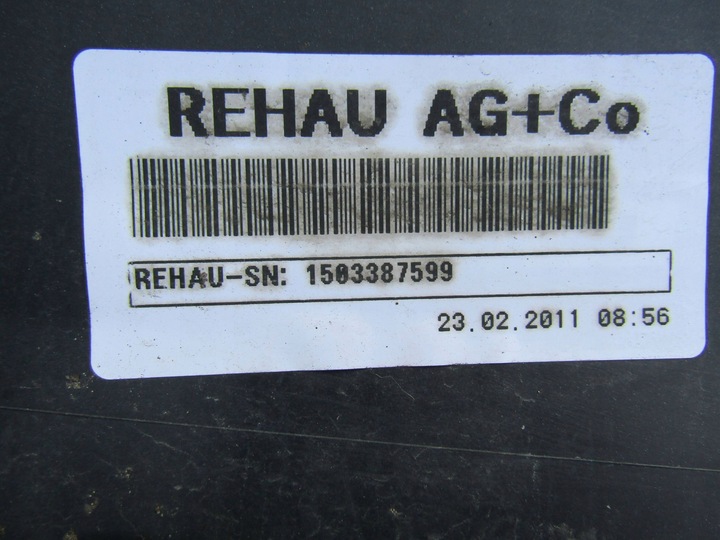 REHAU AG+Co
REHAU-SN: 1503387599
23.02.2011 08:56